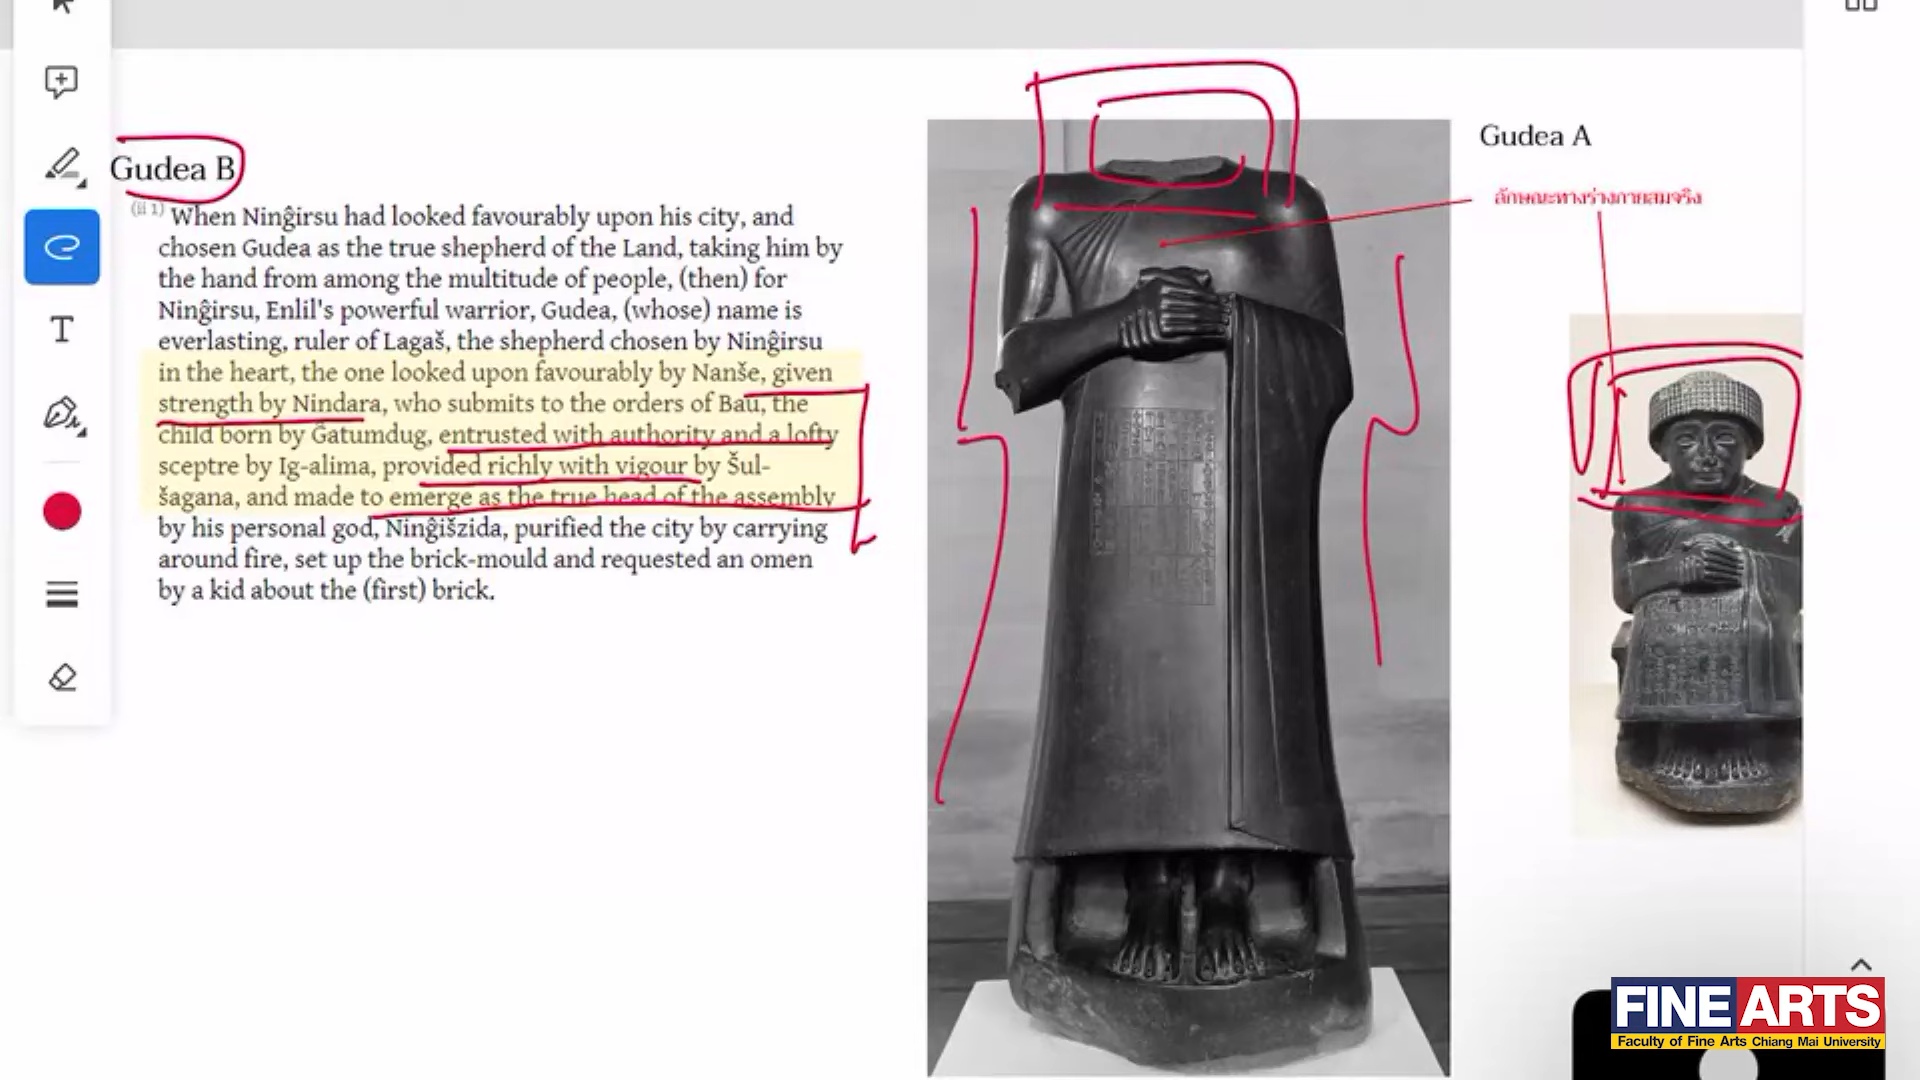 Gudea B
(ii 1) When Ninĝirsu had looked favourably upon his city, and
chosen Gudea as the true shepherd of the Land, taking him by
the hand from among the multitude of people, (then) for
Ninĝirsu, Enlil's powerful warrior, Gudea, (whose) name is
everlasting, ruler of Lagaš, the shepherd chosen by Ninĝirsu
in the heart, the one looked upon favourably by Nanše, given
strength by Nindara, who submits to the orders of Bau, the
child born by Ĝatumdug, entrusted with authority and a lofty
sceptre by Ig-alima, provided richly with vigour by Šul-
šagana, and made to emerge as the true head of the assembly
by his personal god, Ninĝišzida, purified the city by carrying
around fire, set up the brick-mould and requested an omen
by a kid about the (first) brick.
Gudea A
ลักษณะทางร่างกายสมจริง
T
FINE ARTS
Faculty of Fine Arts Chiang Mai University